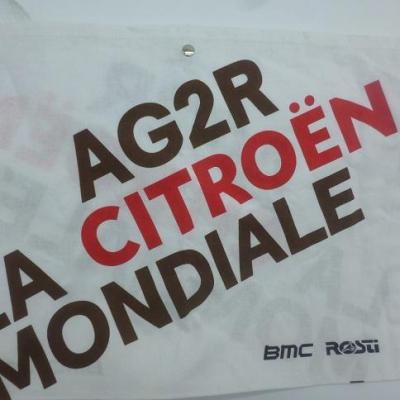 AG2R
CITROËN
LA MONDIALE
BMC ROSTI